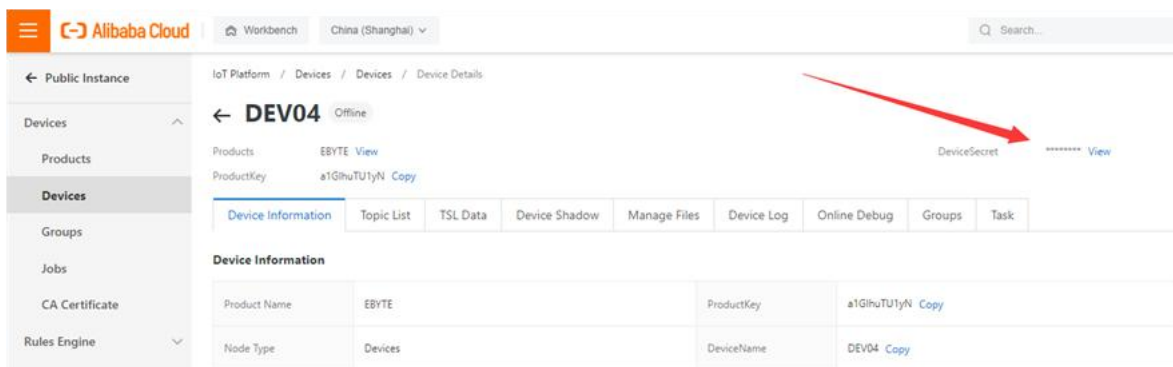 Alibaba Cloud Workbench China (Shanghai) Search...
← Public Instance IoT Platform / Devices / Devices / Device Details
Devices ← DEV04 Offline
Products EBYTE View DeviceSecret ******** View
Products ProductKey a1GIhuTU1yN Copy
Devices Device Information Topic List TSL Data Device Shadow Manage Files Device Log Online Debug Groups Task
Groups
Device Information
Jobs
CA Certificate Product Name EBYTE ProductKey a1GIhuTU1yN Copy
Rules Engine Node Type Devices DeviceName DEV04 Copy